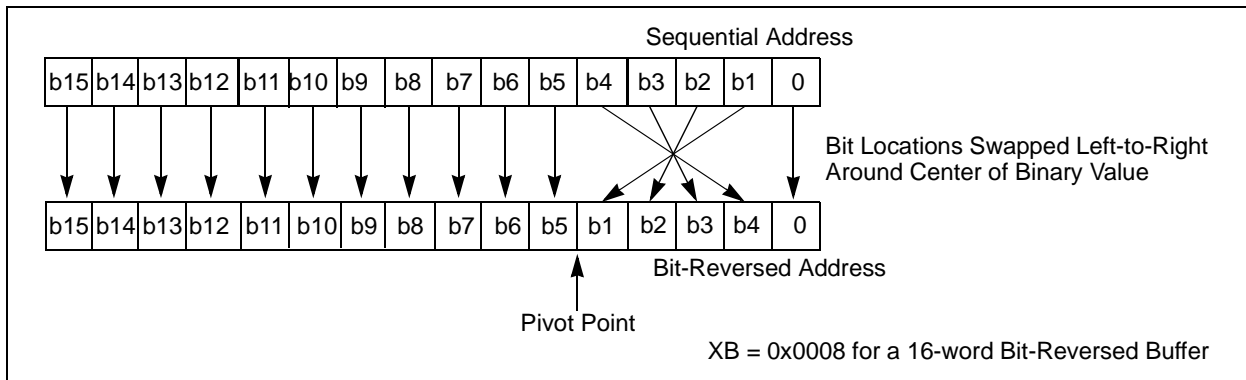 Sequential Address
b15 b14 b13 b12 b11 b10 b9 b8 b7 b6 b5 b4 b3 b2 b1 0
Bit Locations Swapped Left-to-Right
Around Center of Binary Value
b15 b14 b13 b12 b11 b10 b9 b8 b7 b6 b5 b1 b2 b3 b4 0
Bit-Reversed Address
Pivot Point
XB = 0x0008 for a 16-word Bit-Reversed Buffer